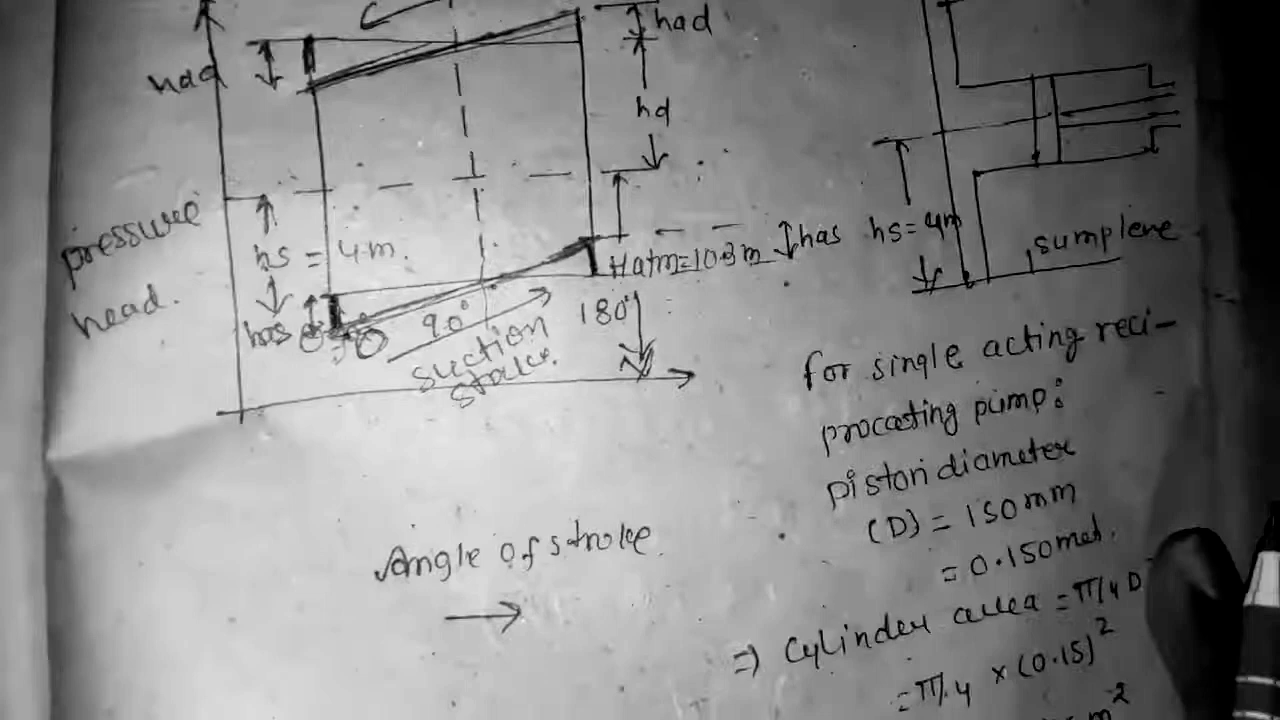 had
had
hd
pressure
head.
hs = 4m.
has
Hatm=10.3m
has
hs=4m
sumplene
90°
180°
suction
stroke.
Angle of stroke.
for single acting reci-
procating pump:
piston diameter
(D) = 150mm
= 0.150met.
=) Cylinder area = π/4 D
= π/4 × (0.15)²
m²